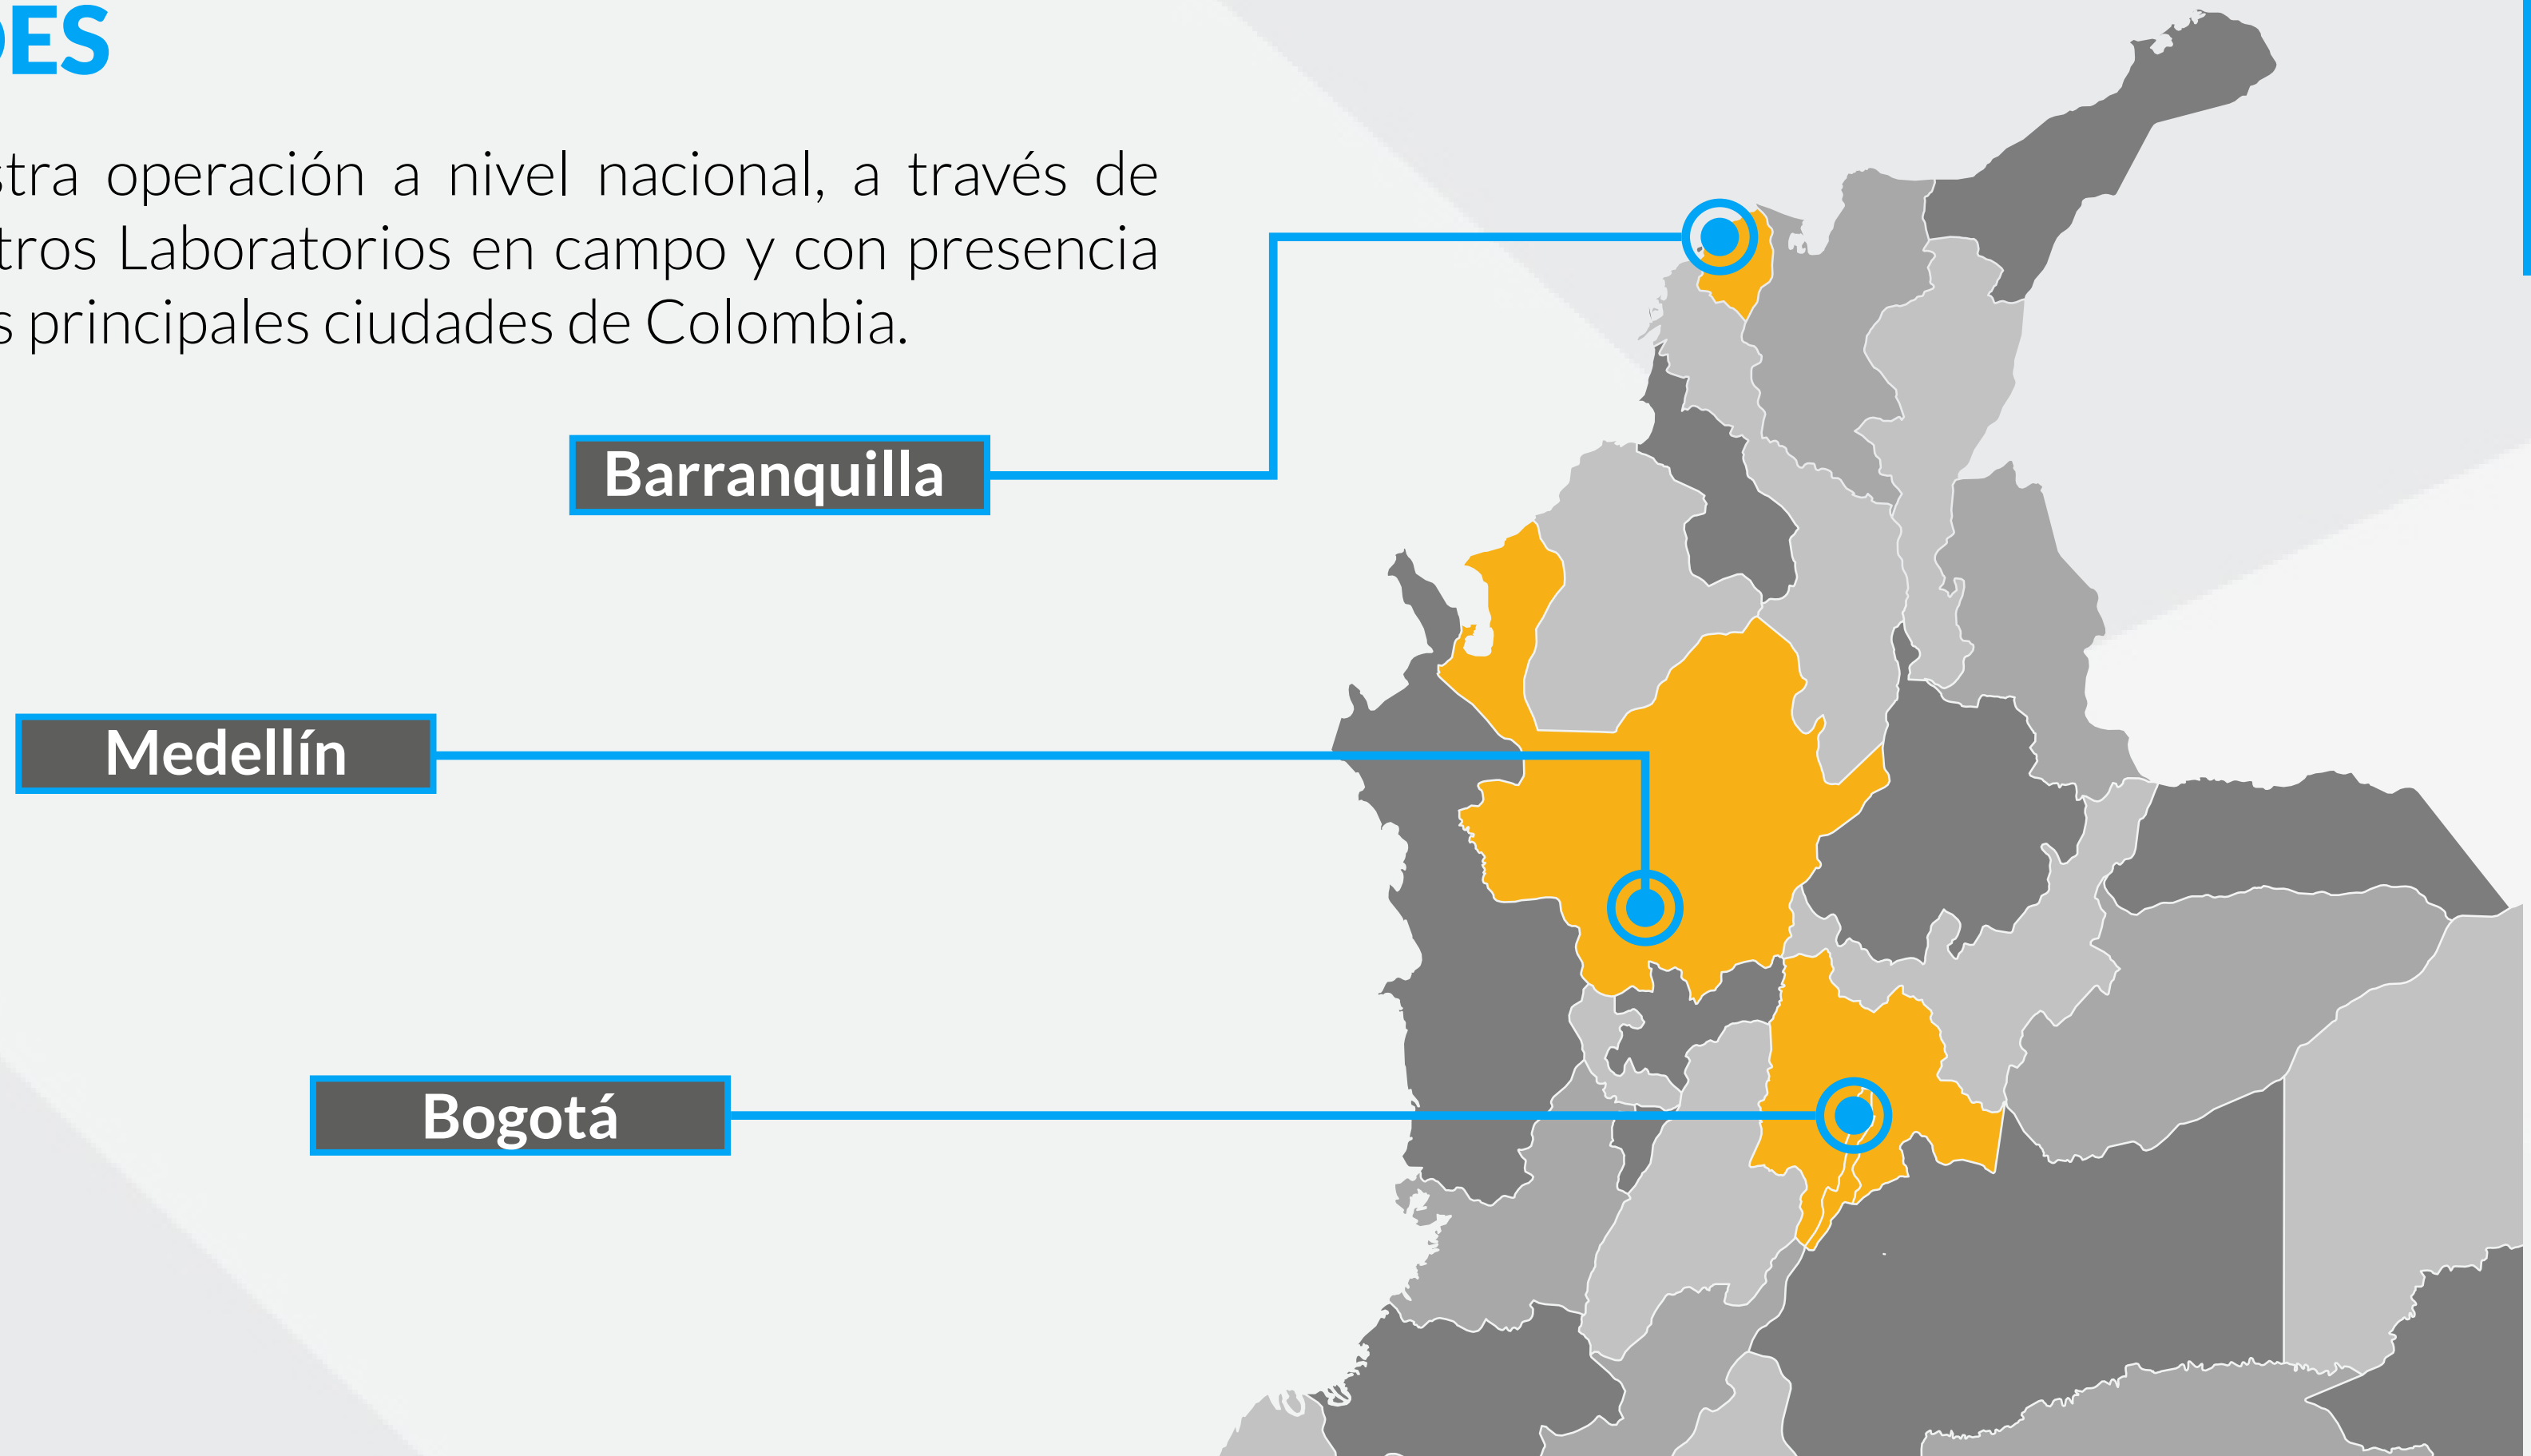 DES
stra operación a nivel nacional, a través de
tros Laboratorios en campo y con presencia
s principales ciudades de Colombia.
Barranquilla
Medellín
Bogotá